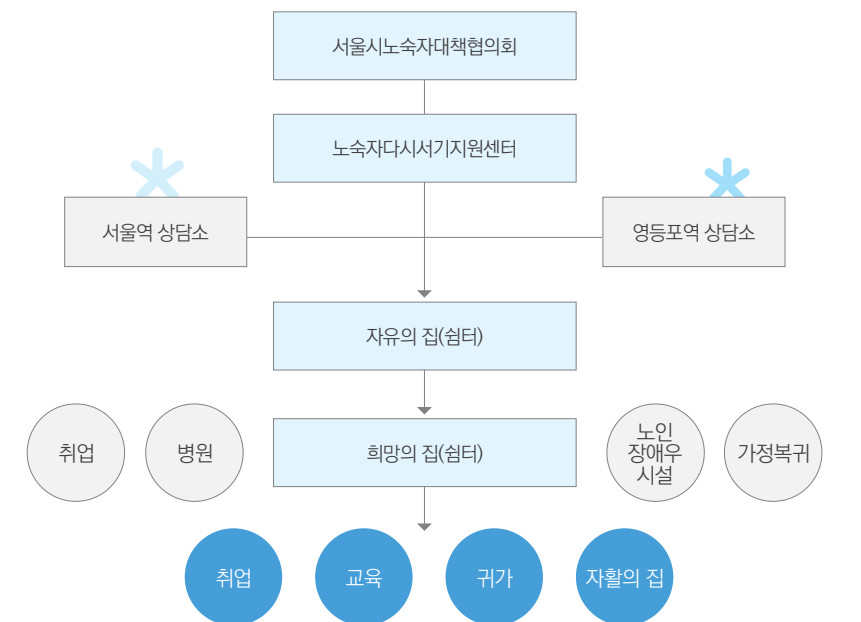 서울시노숙자대책협의회
노숙자다시서기지원센터
서울역 상담소
영등포역 상담소
자유의 집(쉼터)
취업
병원
희망의 집(쉼터)
노인
장애우
시설
가정복귀
취업
교육
귀가
자활의 집